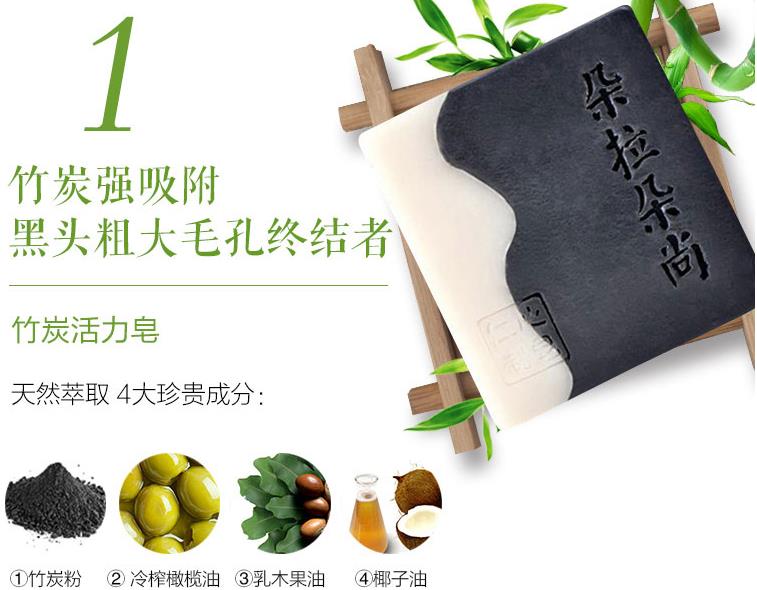 1
竹炭强吸附
黑头粗大毛孔终结者
竹炭活力皂
天然萃取 4大珍贵成分：
①竹炭粉 ② 冷榨橄榄油 ③乳木果油 ④椰子油
朵拉朵尚